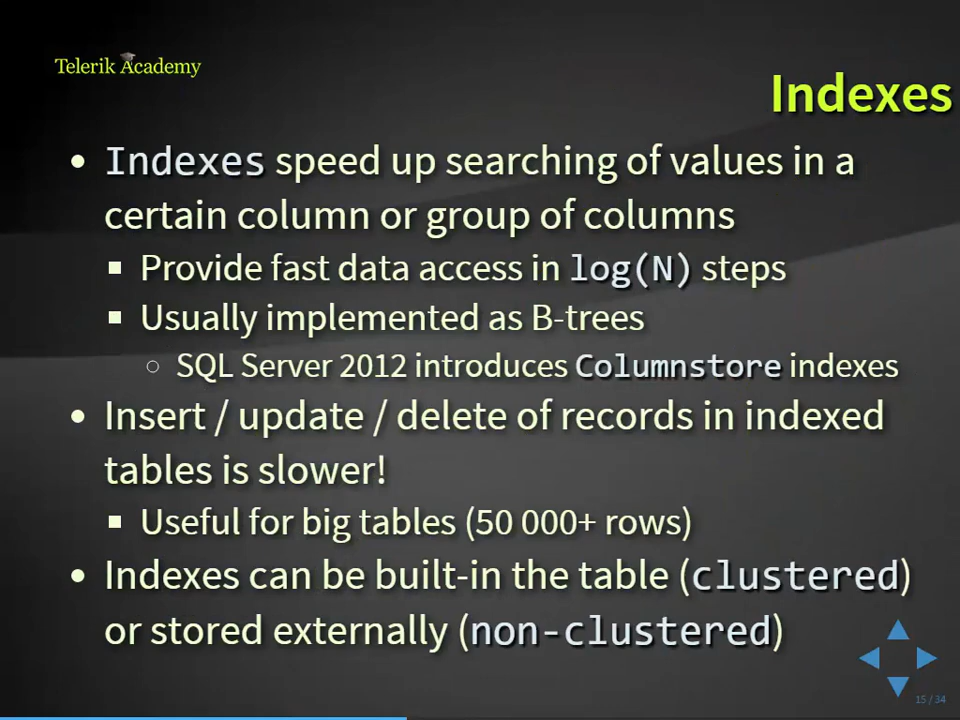 Telerik Academy
Indexes
• Indexes speed up searching of values in a
certain column or group of columns
▪ Provide fast data access in log(N) steps
▪ Usually implemented as B-trees
○ SQL Server 2012 introduces Columnstore indexes
• Insert / update / delete of records in indexed
tables is slower!
▪ Useful for big tables (50 000+ rows)
• Indexes can be built-in the table (clustered)
or stored externally (non-clustered)
15 / 34